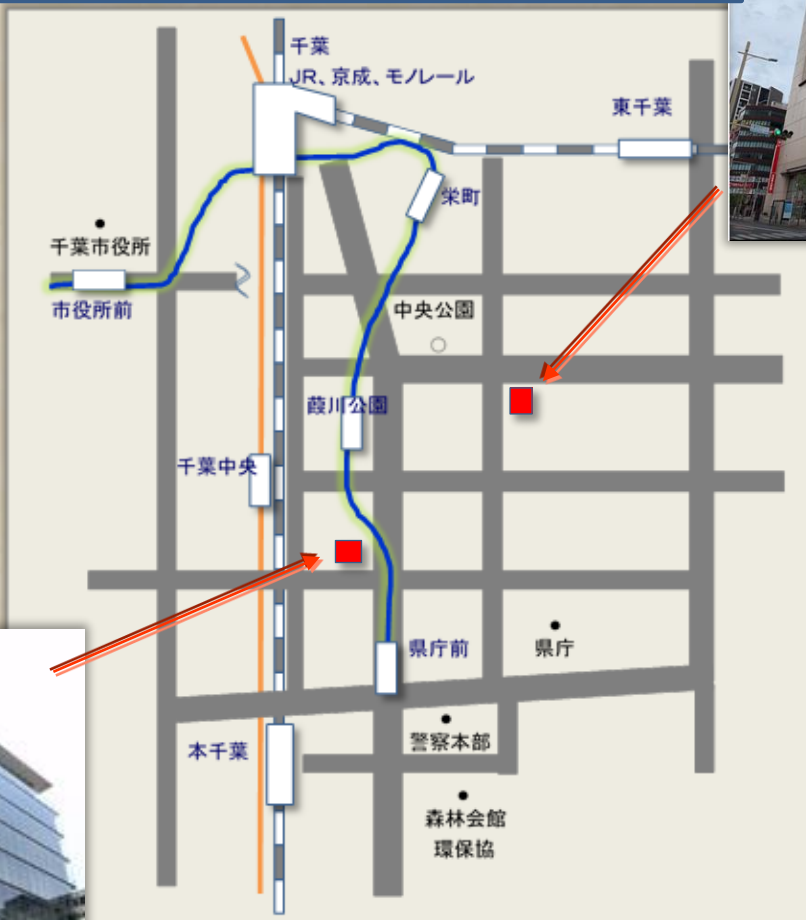 千葉
JR、京成、モノレール
東千葉
栄町
千葉市役所
市役所前
中央公園
葭川公園
千葉中央
県庁前
県庁
警察本部
本千葉
森林会館
環保協